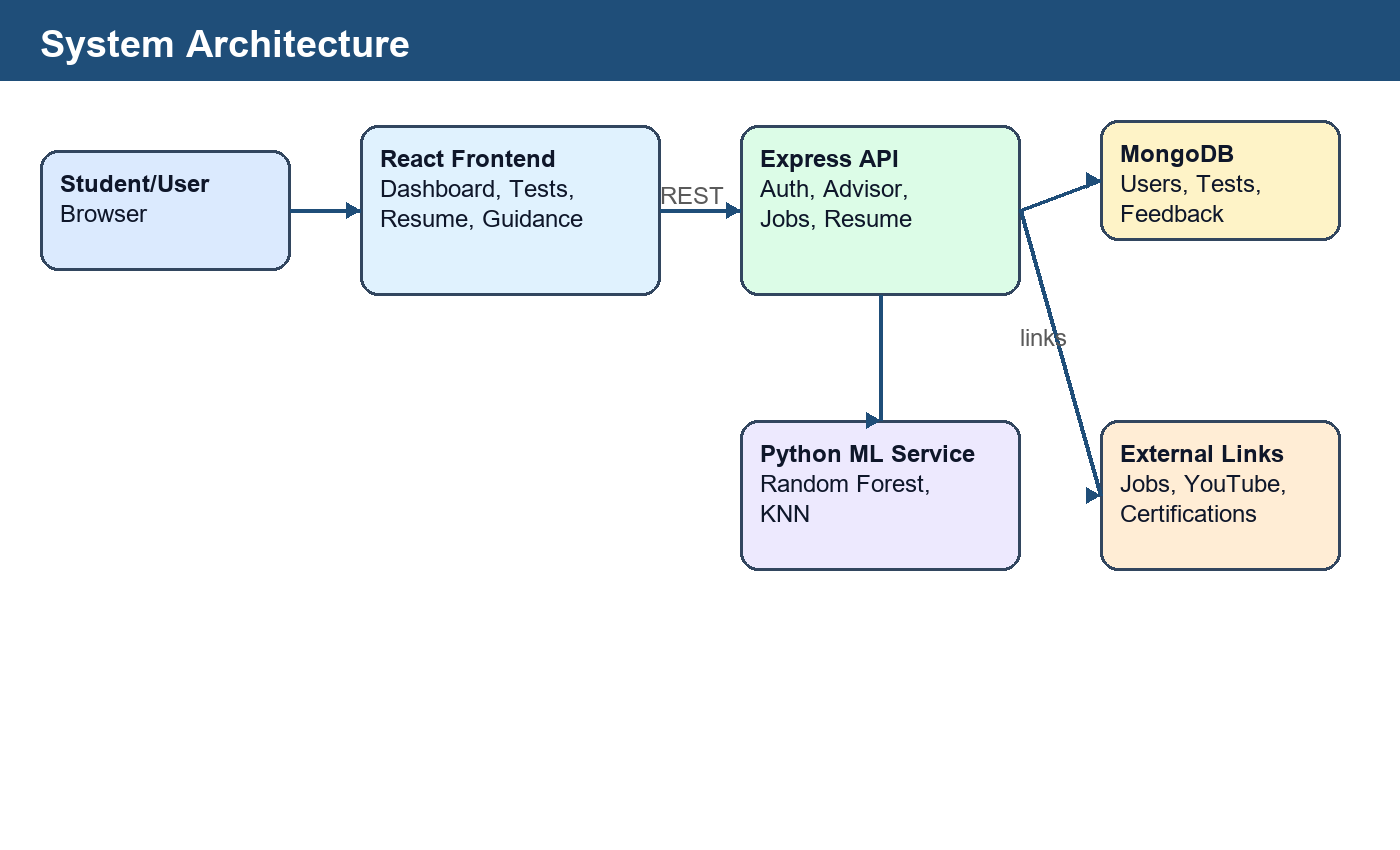 System Architecture
Student/User
Browser
React Frontend
Dashboard, Tests,
Resume, Guidance
REST
Express API
Auth, Advisor,
Jobs, Resume
MongoDB
Users, Tests,
Feedback
links
Python ML Service
Random Forest,
KNN
External Links
Jobs, YouTube,
Certifications